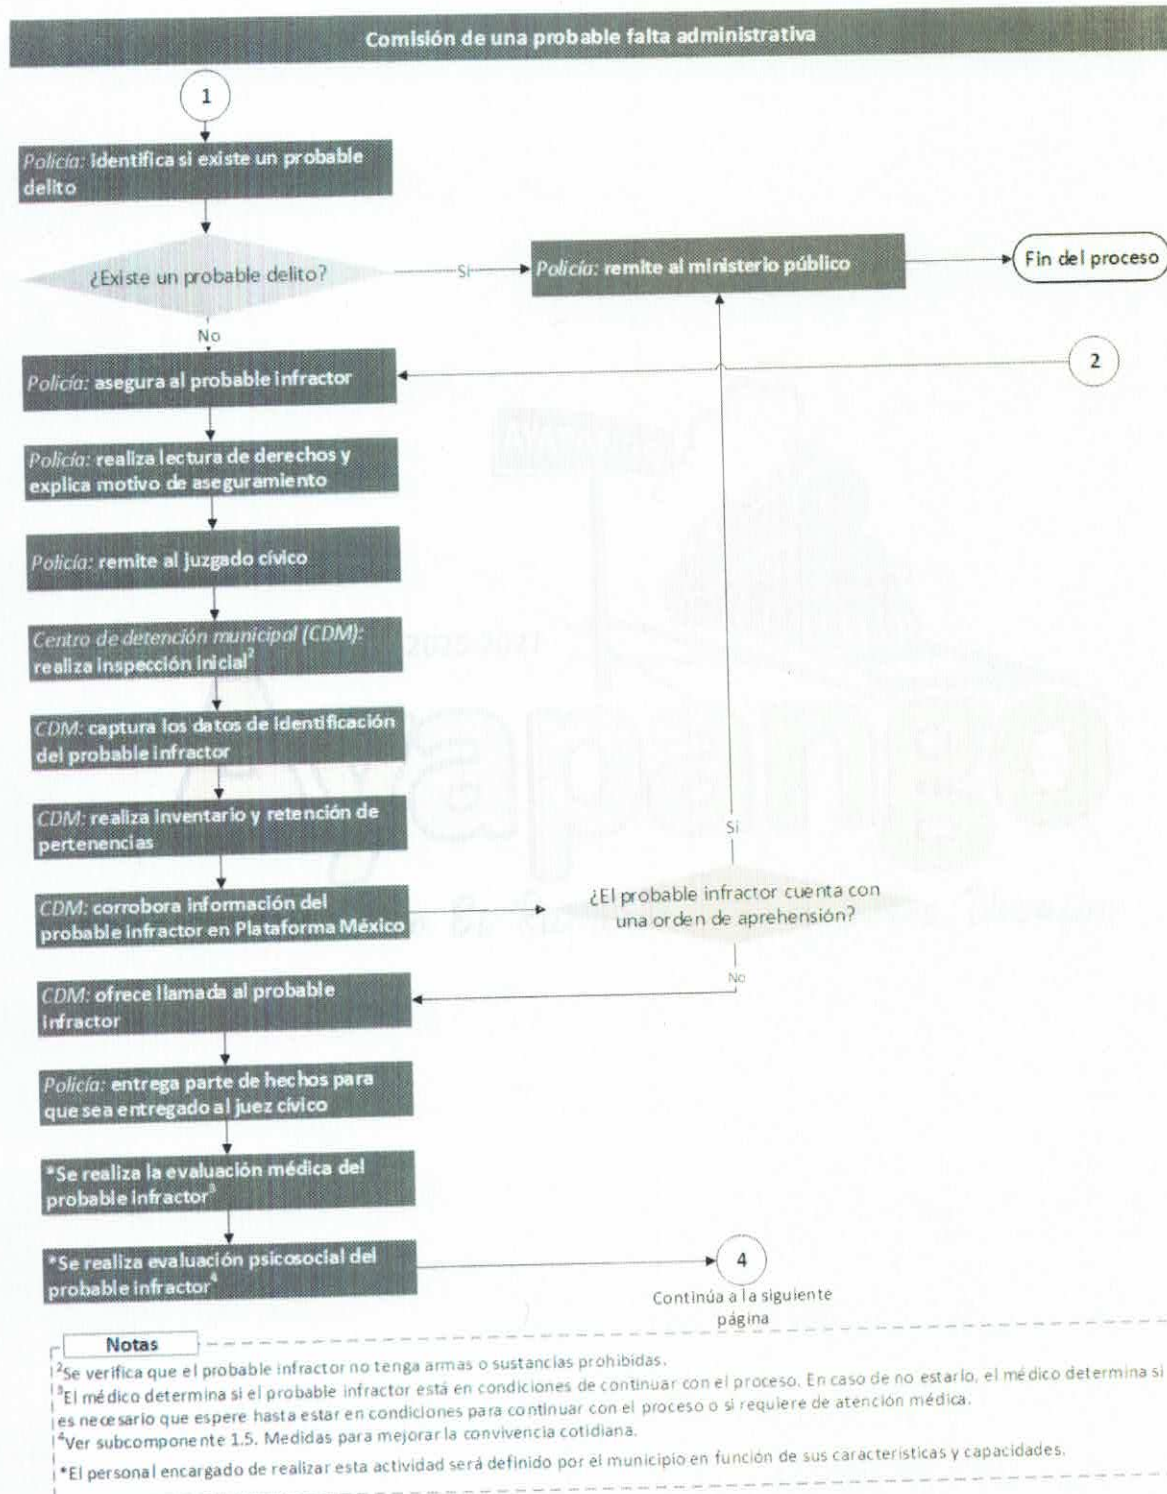 Comisión de una probable falta administrativa
1
Policía: identifica si existe un probable
delito
¿Existe un probable delito?
Si
Policía: remite al ministerio público
Fin del proceso
No
2
Policía: asegura al probable infractor
Policía: realiza lectura de derechos y
explica motivo de aseguramiento
Policía: remite al juzgado cívico
Centro de detención municipal (CDM):
realiza inspección inicial²
CDM: captura los datos de identificación
del probable infractor
CDM: realiza inventario y retención de
pertenencias
Si
CDM: corrobora información del
probable infractor en Plataforma México
¿El probable infractor cuenta con
una orden de aprehensión?
No
CDM: ofrece llamada al probable
infractor
Policía: entrega parte de hechos para
que sea entregado al juez cívico
*Se realiza la evaluación médica del
probable infractor³
*Se realiza evaluación psicosocial del
probable infractor⁴
4
Continúa a la siguiente
página
Notas
²Se verifica que el probable infractor no tenga armas o sustancias prohibidas.
³El médico determina si el probable infractor está en condiciones de continuar con el proceso. En caso de no estarlo, el médico determina si
es necesario que espere hasta estar en condiciones para continuar con el proceso o si requiere de atención médica.
⁴Ver subcomponente 1.5. Medidas para mejorar la convivencia cotidiana.
*El personal encargado de realizar esta actividad será definido por el municipio en función de sus características y capacidades.